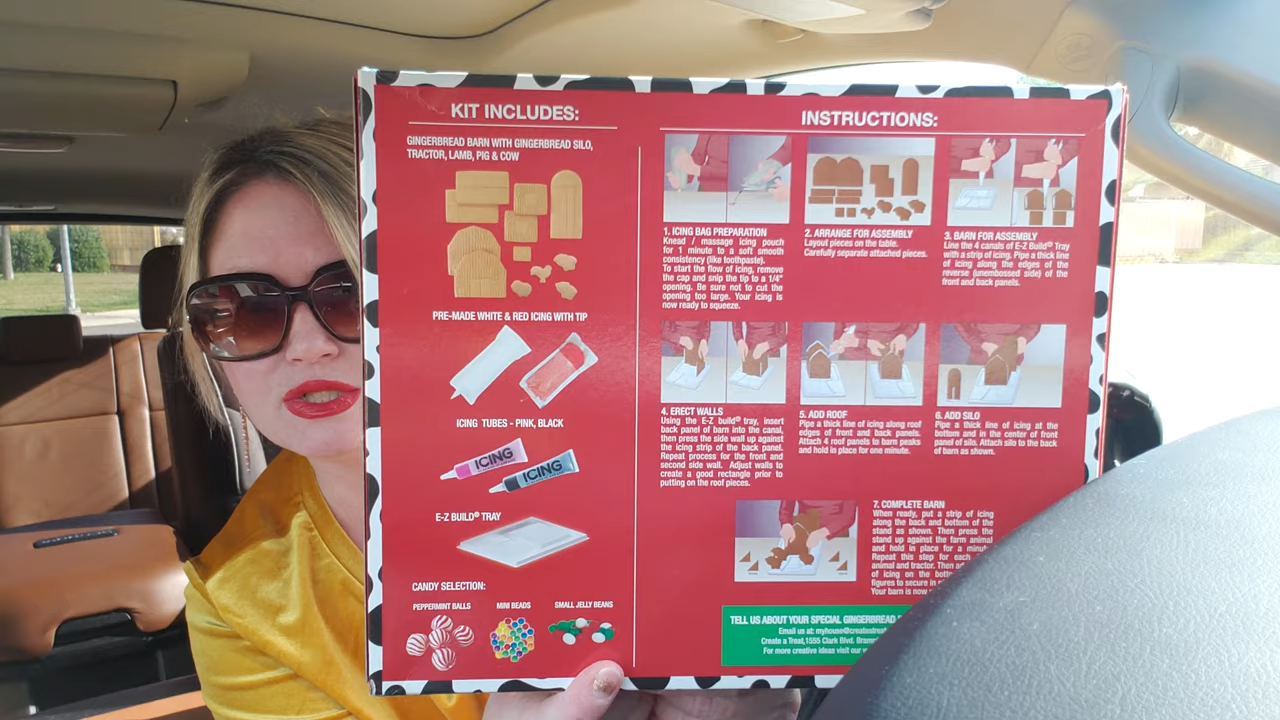 KIT INCLUDES:
GINGERBREAD BARN WITH GINGERBREAD SILO,
TRACTOR, LAMB, PIG & COW
PRE-MADE WHITE & RED ICING WITH TIP
ICING TUBES - PINK, BLACK
ICING
ICING
E-Z BUILD® TRAY
CANDY SELECTION:
PEPPERMINT BALLS
MINI BEADS
SMALL JELLY BEANS
INSTRUCTIONS:
1. ICING BAG PREPARATION
Knead / massage icing pouch
for 1 minute to a soft smooth
consistency (like toothpaste).
To start the flow of icing, remove
the cap and snip the tip to a 1/4"
opening. Be sure not to cut the
opening too large. Your icing is
now ready to squeeze.
2. ARRANGE FOR ASSEMBLY
Layout pieces on the table.
Carefully separate attached pieces.
3. BARN FOR ASSEMBLY
Line the 4 canals of E-Z Build® Tray
with a strip of icing. Pipe a thick line
of icing along the edges of the
reverse (unembossed side) of the
front and back panels.
4. ERECT WALLS
Using the E-Z build® tray, insert
back panel of barn into the canal,
then press the side wall up against
the icing strip of the back panel.
Repeat process for the front and
second side wall. Adjust walls to
create a good rectangle prior to
putting on the roof pieces.
5. ADD ROOF
Pipe a thick line of icing along roof
edges of front and back panels.
Attach 4 roof panels to barn peaks
and hold in place for one minute.
6. ADD SILO
Pipe a thick line of icing at the
bottom and in the center of front
panel of silo. Attach silo to the back
of barn as shown.
7. COMPLETE BARN
When ready, put a strip of icing
along the back and bottom of the
stand as shown. Then press the
stand up against the farm animal
and hold in place for a
Repeat this step for each
animal and tractor. Then
of icing on the
figures to secure in
Your barn is now
TELL US ABOUT YOUR SPECIAL GINGERBREAD
Email us at:
Create a Treat, 1555 Clark Blvd.
For more creative ideas visit our